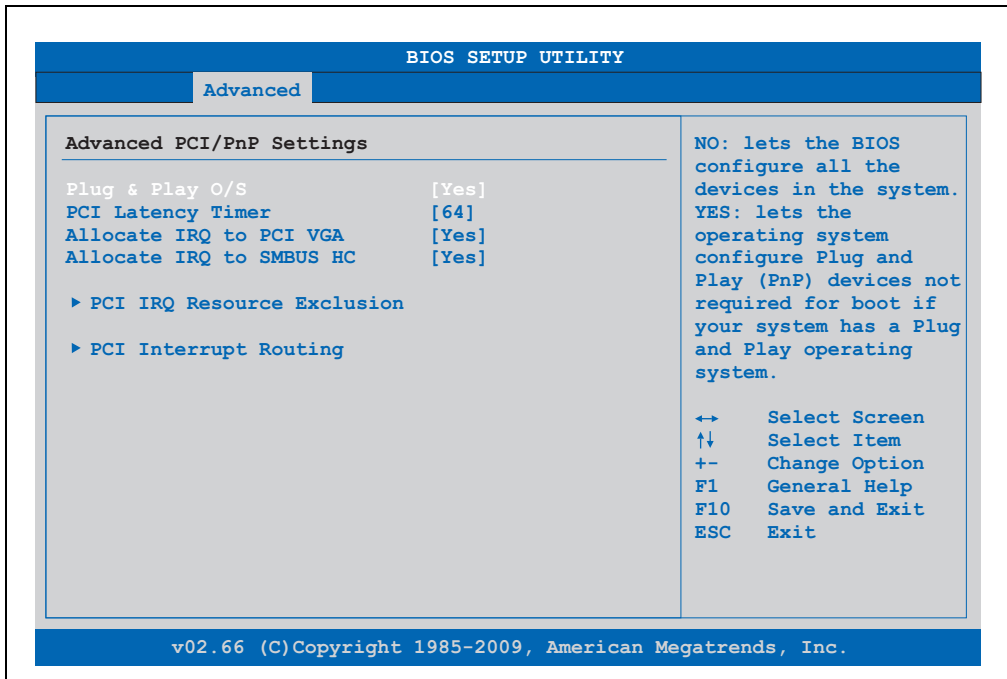 BIOS SETUP UTILITY
Advanced
Advanced PCI/PnP Settings
Plug & Play O/S [Yes]
PCI Latency Timer [64]
Allocate IRQ to PCI VGA [Yes]
Allocate IRQ to SMBUS HC [Yes]
▶ PCI IRQ Resource Exclusion
▶ PCI Interrupt Routing
NO: lets the BIOS
configure all the
devices in the system.
YES: lets the
operating system
configure Plug and
Play (PnP) devices not
required for boot if
your system has a Plug
and Play operating
system.
↔ Select Screen
↑↓ Select Item
+- Change Option
F1 General Help
F10 Save and Exit
ESC Exit
v02.66 (C)Copyright 1985-2009, American Megatrends, Inc.